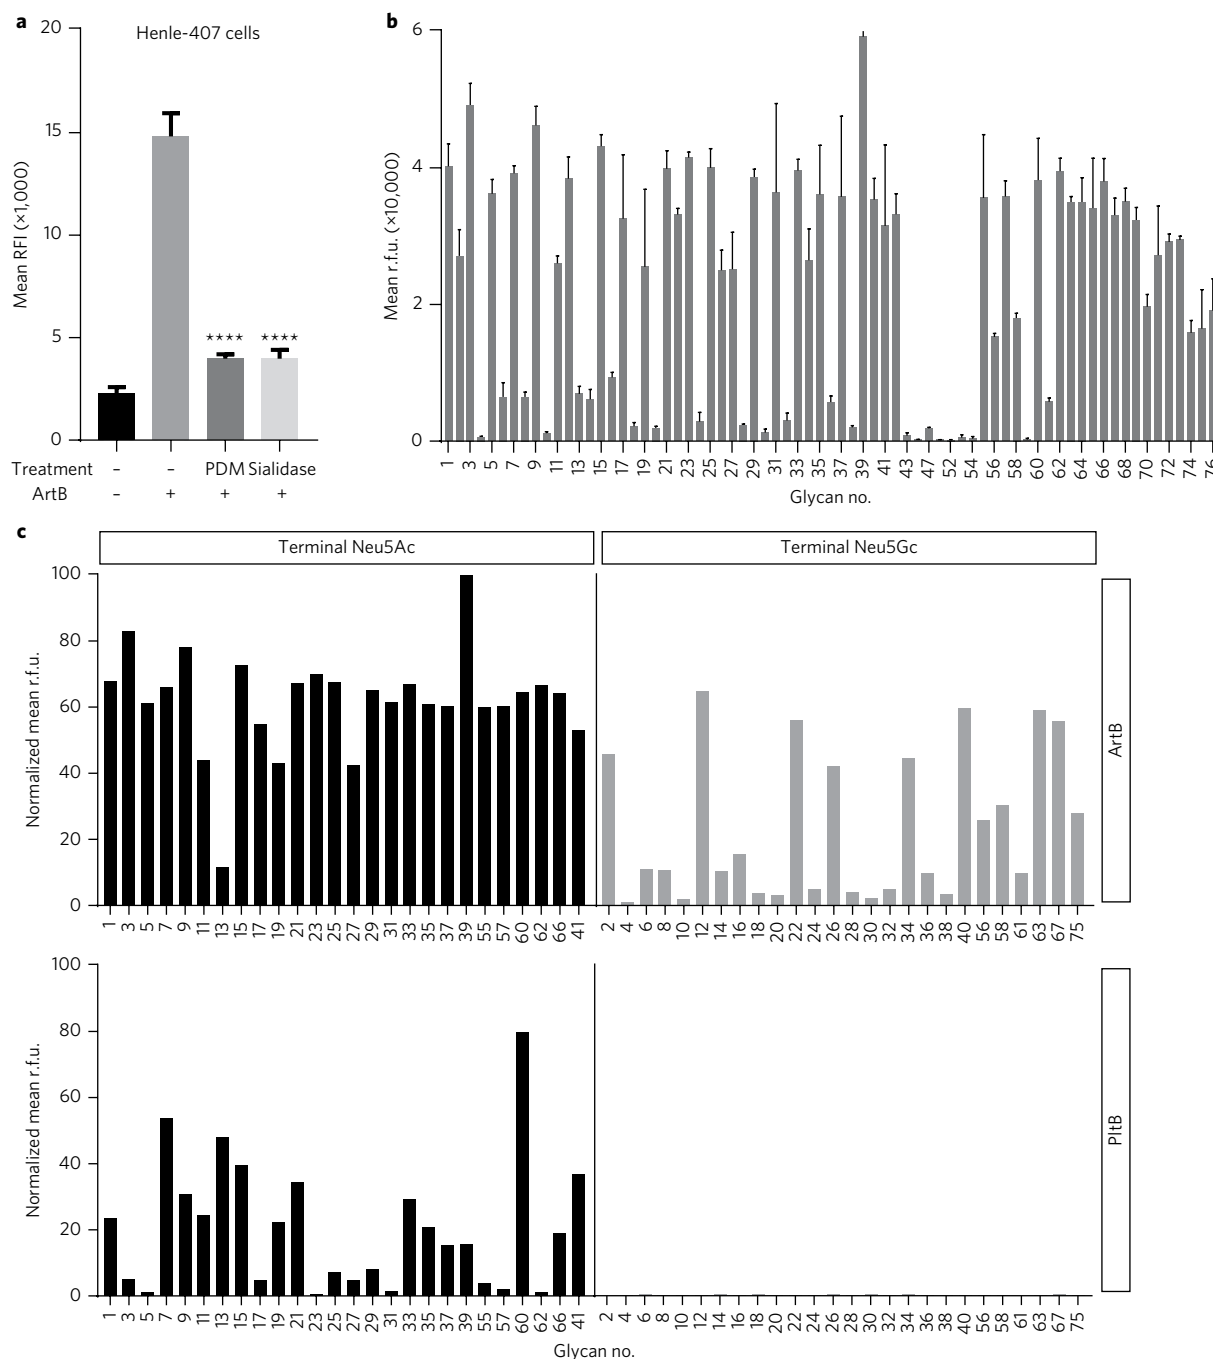 a
20
15
10
5
0
Mean RFI (×1,000)
Henle-407 cells
**** ****
Treatment – – PDM Sialidase
ArtB – + + +
b
6
4
2
0
Mean r.f.u. (×10,000)
1 3 5 7 9 11 13 15 17 19 21 23 25 27 29 31 33 35 37 39 41 43 47 52 54 56 58 60 62 64 66 68 70 72 74 76
Glycan no.
c
Terminal Neu5Ac Terminal Neu5Gc
100
80
60
40
20
0
Normalized mean r.f.u.
ArtB
1 3 5 7 9 11 13 15 17 19 21 23 25 27 29 31 33 35 37 39 55 57 60 62 66 41 2 4 6 8 10 12 14 16 18 20 22 24 26 28 30 32 34 36 38 40 56 58 61 63 67 75
100
80
60
40
20
0
Normalized mean r.f.u.
PltB
1 3 5 7 9 11 13 15 17 19 21 23 25 27 29 31 33 35 37 39 55 57 60 62 66 41 2 4 6 8 10 12 14 16 18 20 22 24 26 28 30 32 34 36 38 40 56 58 61 63 67 75
Glycan no.